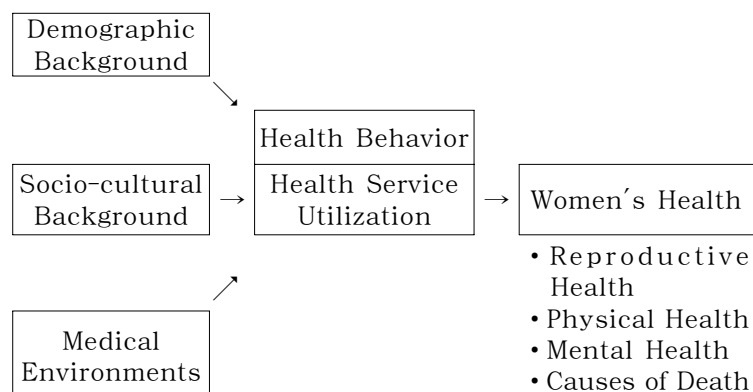 Demographic
Background
Health Behavior
Socio-cultural
Background
→
Health Service
Utilization
→
Women's Health
• Reproductive
Health
• Physical Health
• Mental Health
• Causes of Death
Medical
Environments